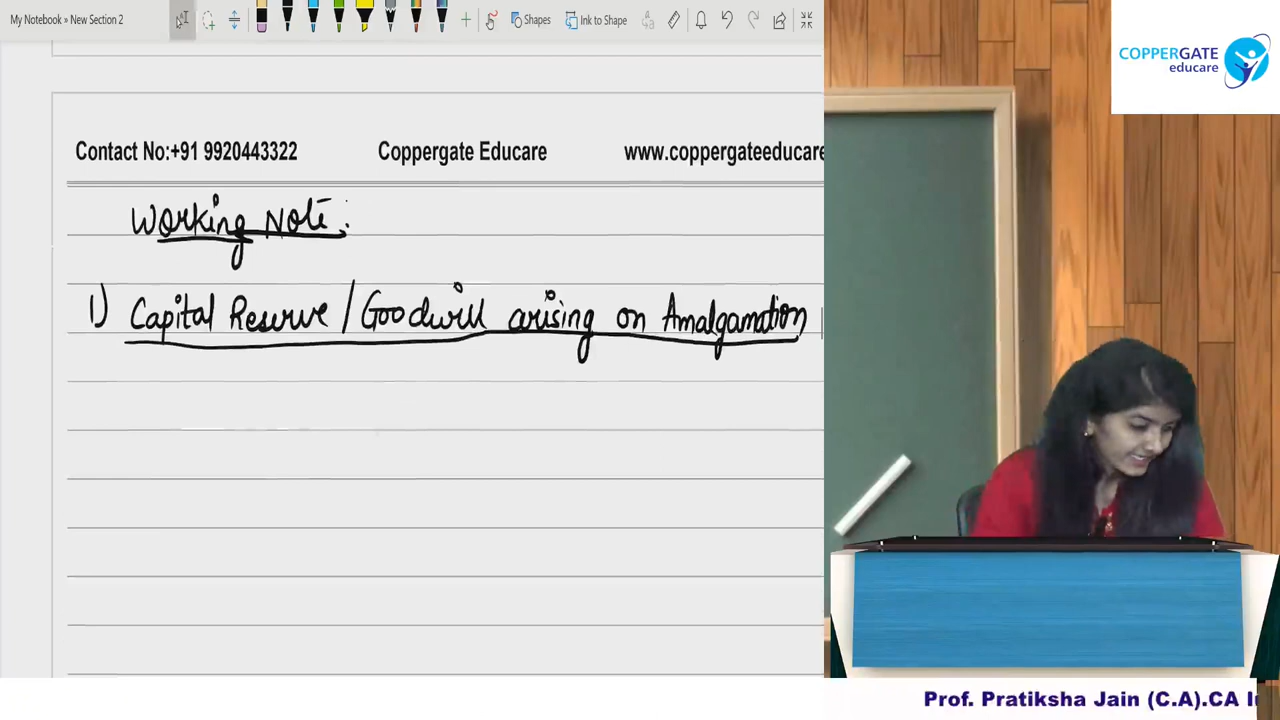 My Notebook » New Section 2
Shapes
Ink to Shape
COPPERGATE
educare
Contact No:+91 9920443322 Coppergate Educare www.coppergateeducare
Working Note:
1) Capital Reserve / Goodwill arising on Amalgamation
Prof. Pratiksha Jain (C.A).CA